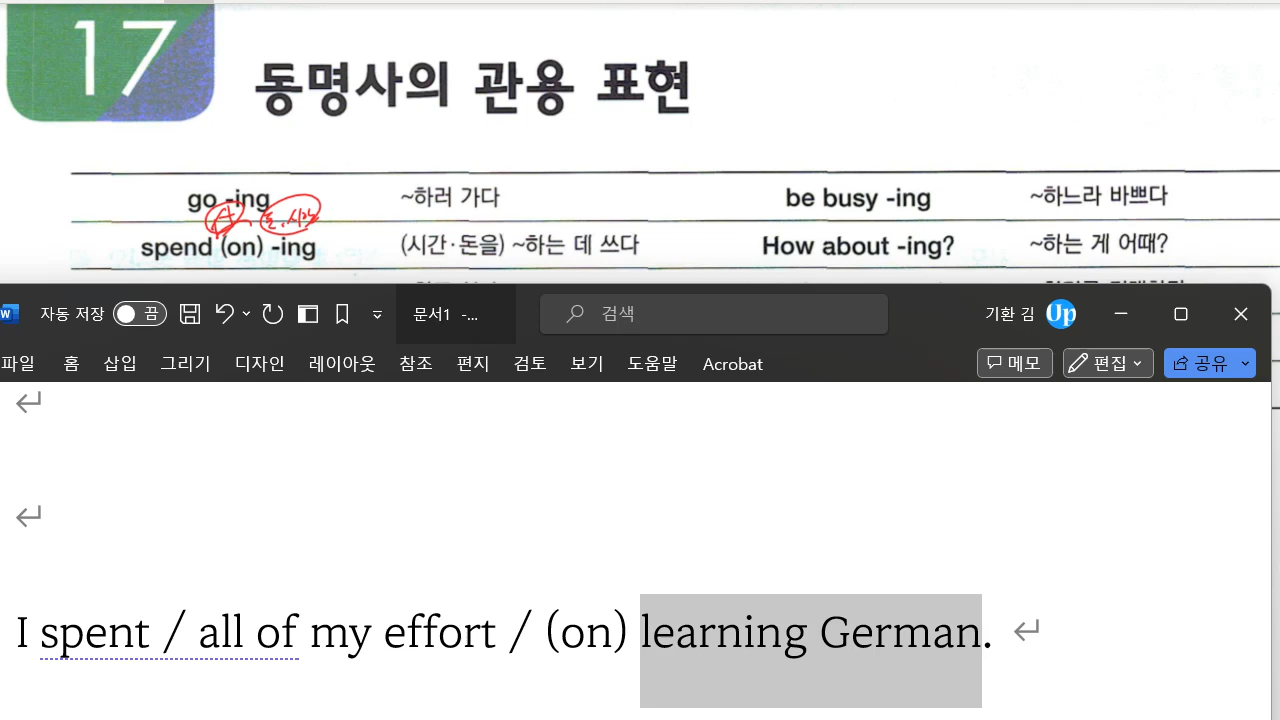 17
동명사의 관용 표현
go -ing ~하러 가다 be busy -ing ~하느라 바쁘다
spend (on) -ing (시간·돈을) ~하는 데 쓰다 How about -ing? ~하는 게 어때?
자동 저장 끔 문서1 -... 검색 기환 김 Up
파일 홈 삽입 그리기 디자인 레이아웃 참조 편지 검토 보기 도움말 Acrobat 메모 편집 공유
I spent / all of my effort / (on) learning German.